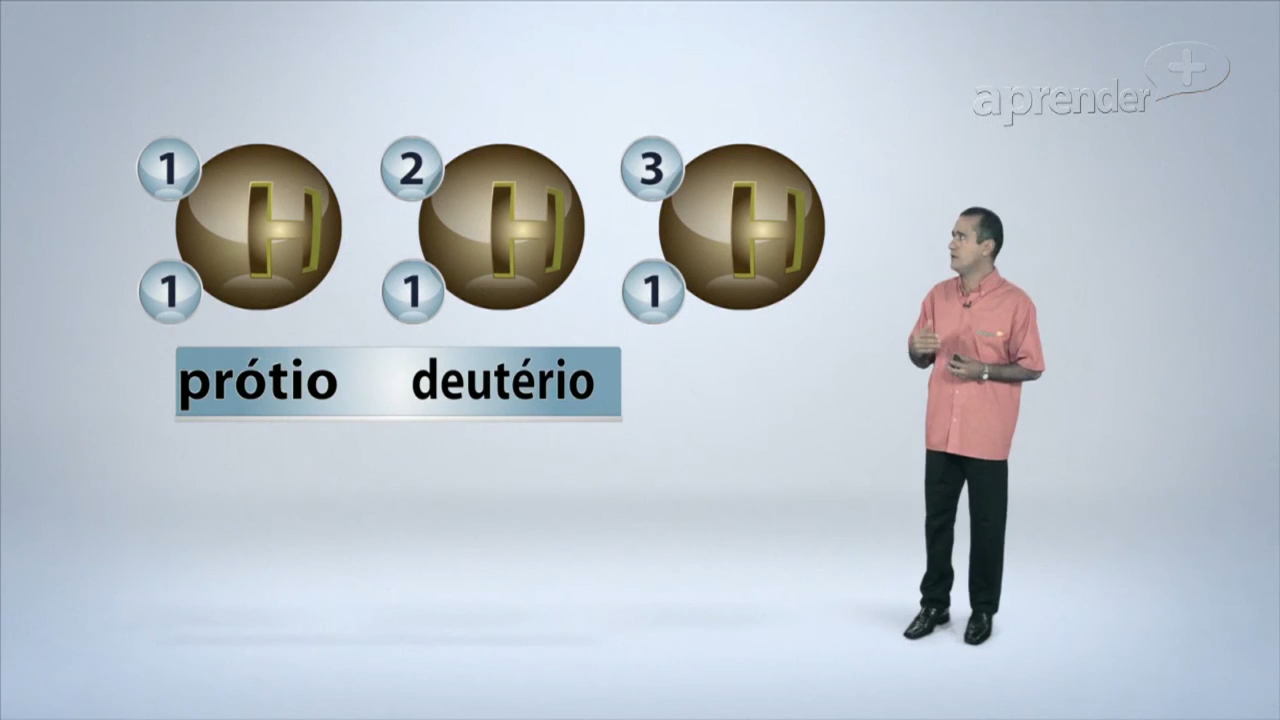 aprender+
1 2 3
H H H
1 1 1
prótio deutério